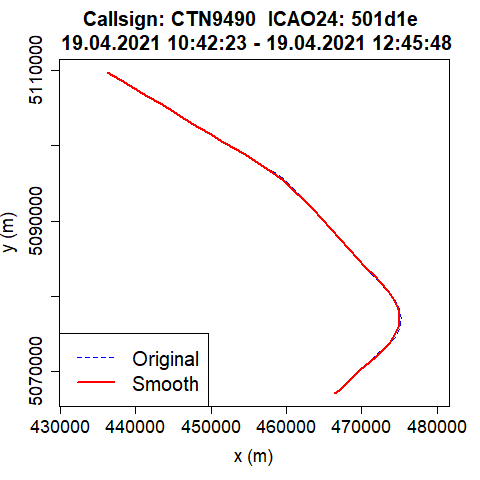 Callsign: CTN9490  ICAO24: 501d1e
19.04.2021 10:42:23 - 19.04.2021 12:45:48
5110000
5090000
5070000
y (m)
Original
Smooth
430000 440000 450000 460000 470000 480000
x (m)